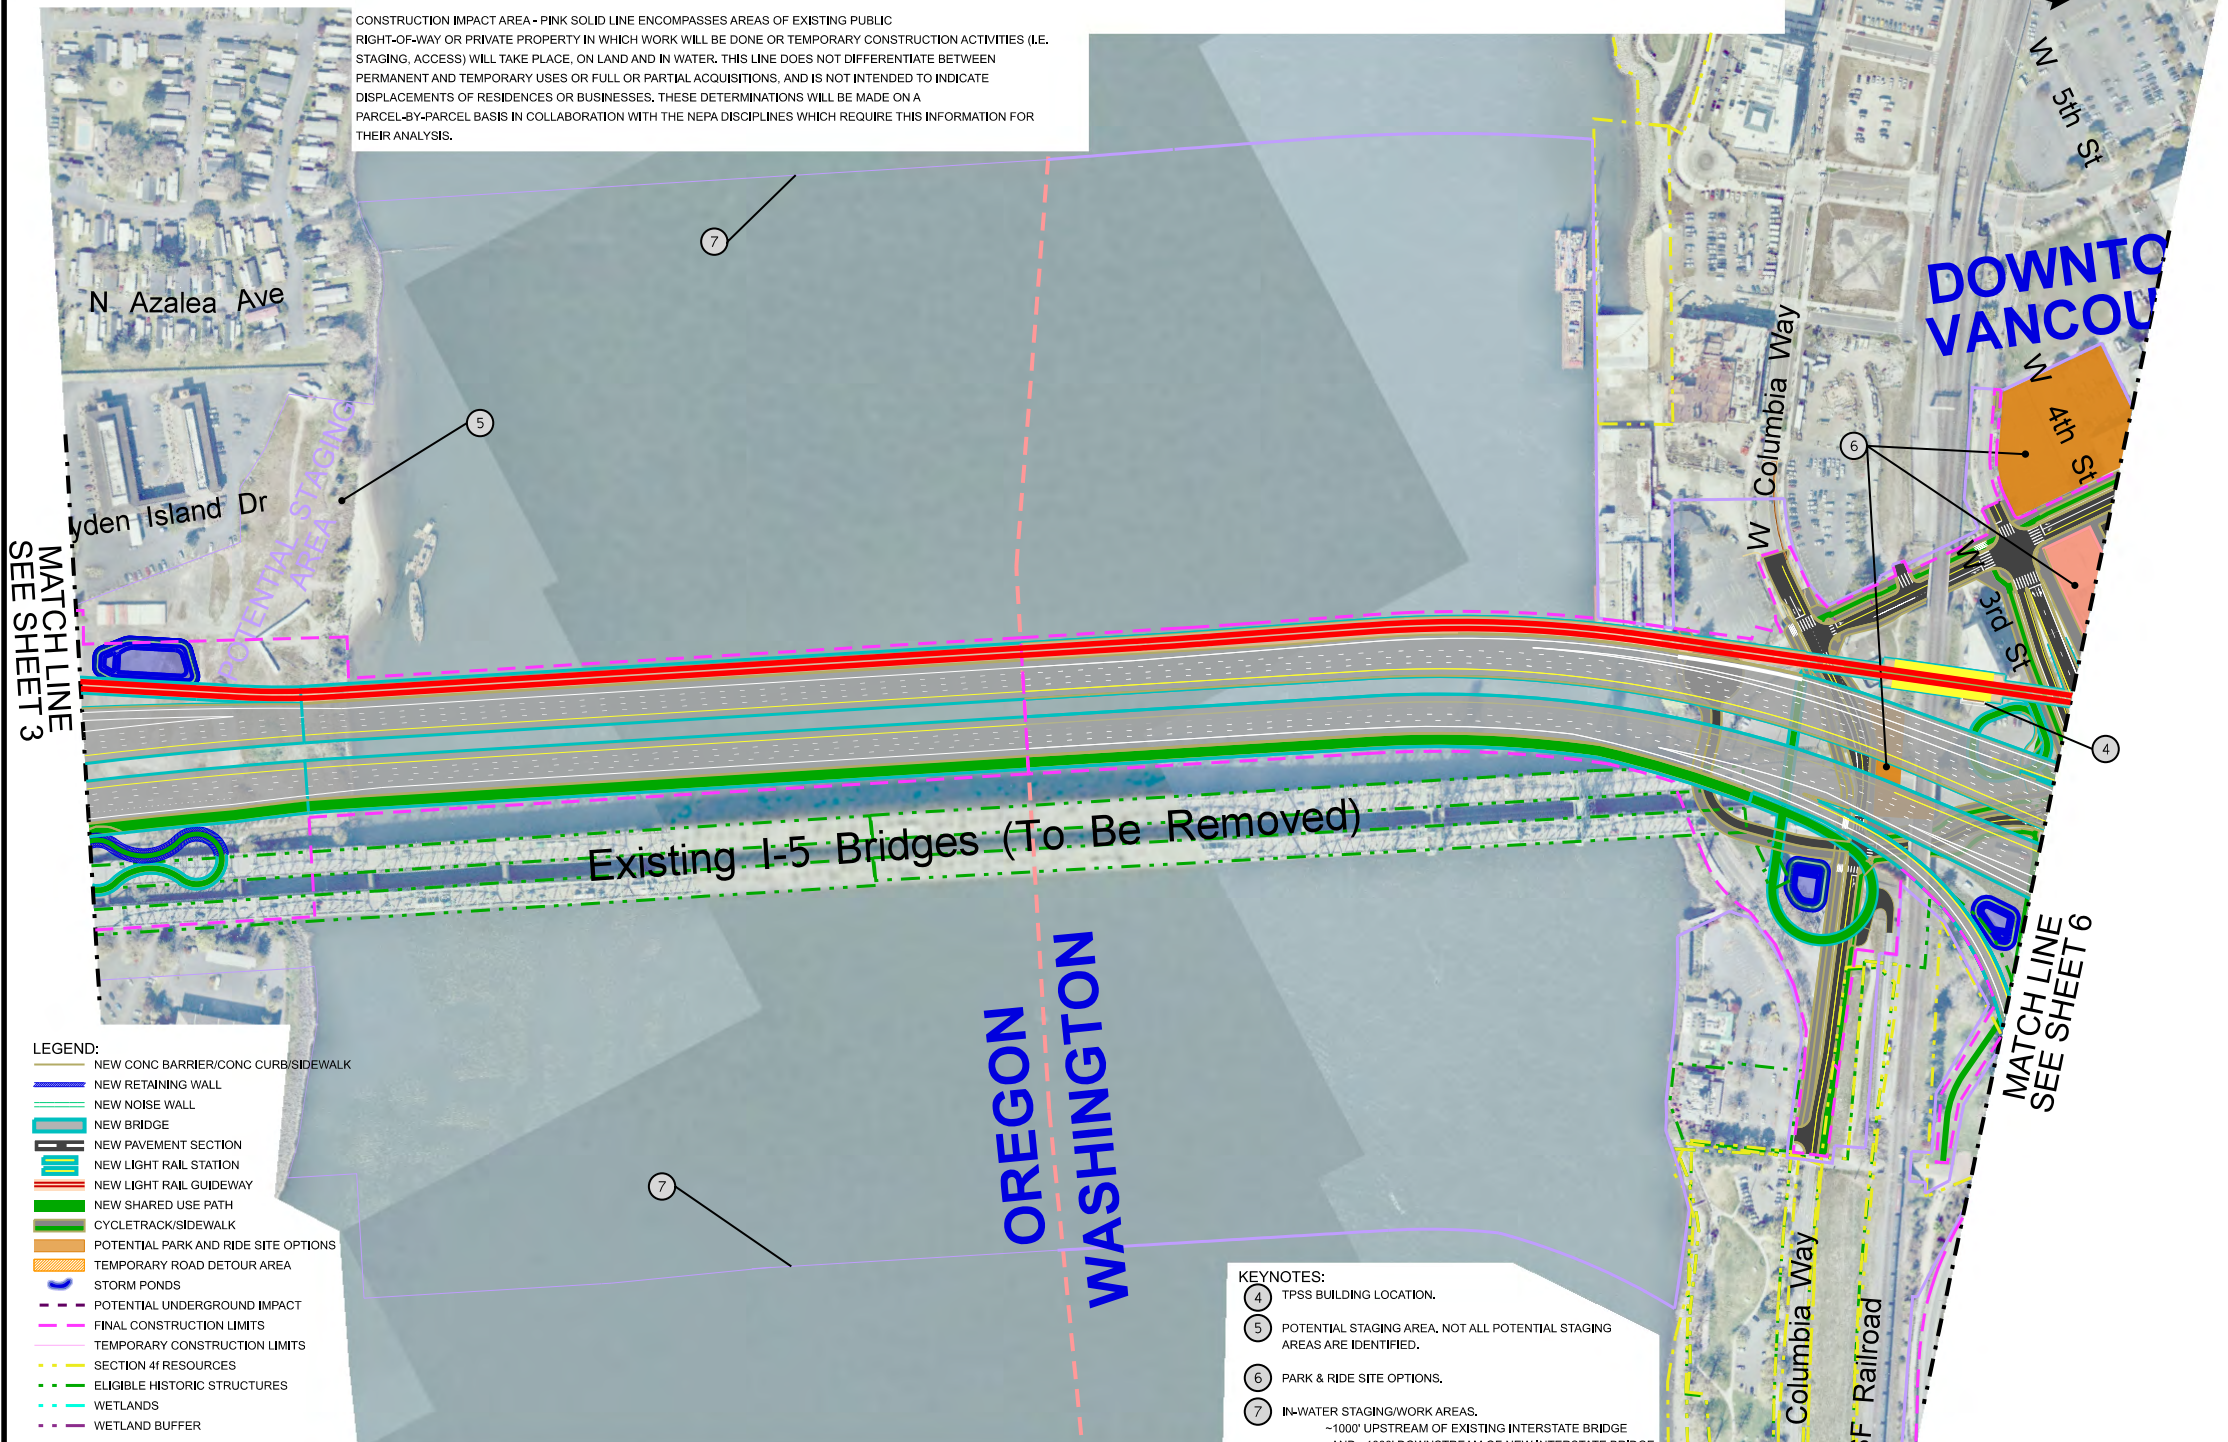 CONSTRUCTION IMPACT AREA - PINK SOLID LINE ENCOMPASSES AREAS OF EXISTING PUBLIC
RIGHT-OF-WAY OR PRIVATE PROPERTY IN WHICH WORK WILL BE DONE OR TEMPORARY CONSTRUCTION ACTIVITIES (I.E.
STAGING, ACCESS) WILL TAKE PLACE, ON LAND AND IN WATER. THIS LINE DOES NOT DIFFERENTIATE BETWEEN
PERMANENT AND TEMPORARY USES OR FULL OR PARTIAL ACQUISITIONS, AND IS NOT INTENDED TO INDICATE
DISPLACEMENTS OF RESIDENCES OR BUSINESSES. THESE DETERMINATIONS WILL BE MADE ON A
PARCEL-BY-PARCEL BASIS IN COLLABORATION WITH THE NEPA DISCIPLINES WHICH REQUIRE THIS INFORMATION FOR
THEIR ANALYSIS.
W 5th St
7
DOWNTO
VANCOU
N Azalea Ave
W Columbia Way
W 4th St
5
6
POTENTIAL STAGING
AREA
yden Island Dr
W 3rd St
MATCH LINE
SEE SHEET 3
4
Existing I-5 Bridges (To Be Removed)
OREGON
WASHINGTON
MATCH LINE
SEE SHEET 6
7
Columbia Way
SF Railroad
LEGEND:
NEW CONC BARRIER/CONC CURB/SIDEWALK
NEW RETAINING WALL
NEW NOISE WALL
NEW BRIDGE
NEW PAVEMENT SECTION
NEW LIGHT RAIL STATION
NEW LIGHT RAIL GUIDEWAY
NEW SHARED USE PATH
CYCLETRACK/SIDEWALK
POTENTIAL PARK AND RIDE SITE OPTIONS
TEMPORARY ROAD DETOUR AREA
STORM PONDS
POTENTIAL UNDERGROUND IMPACT
FINAL CONSTRUCTION LIMITS
TEMPORARY CONSTRUCTION LIMITS
SECTION 4f RESOURCES
ELIGIBLE HISTORIC STRUCTURES
WETLANDS
WETLAND BUFFER
KEYNOTES:
4 TPSS BUILDING LOCATION.
5 POTENTIAL STAGING AREA. NOT ALL POTENTIAL STAGING
AREAS ARE IDENTIFIED.
6 PARK & RIDE SITE OPTIONS.
7 IN-WATER STAGING/WORK AREAS.
~1000' UPSTREAM OF EXISTING INTERSTATE BRIDGE